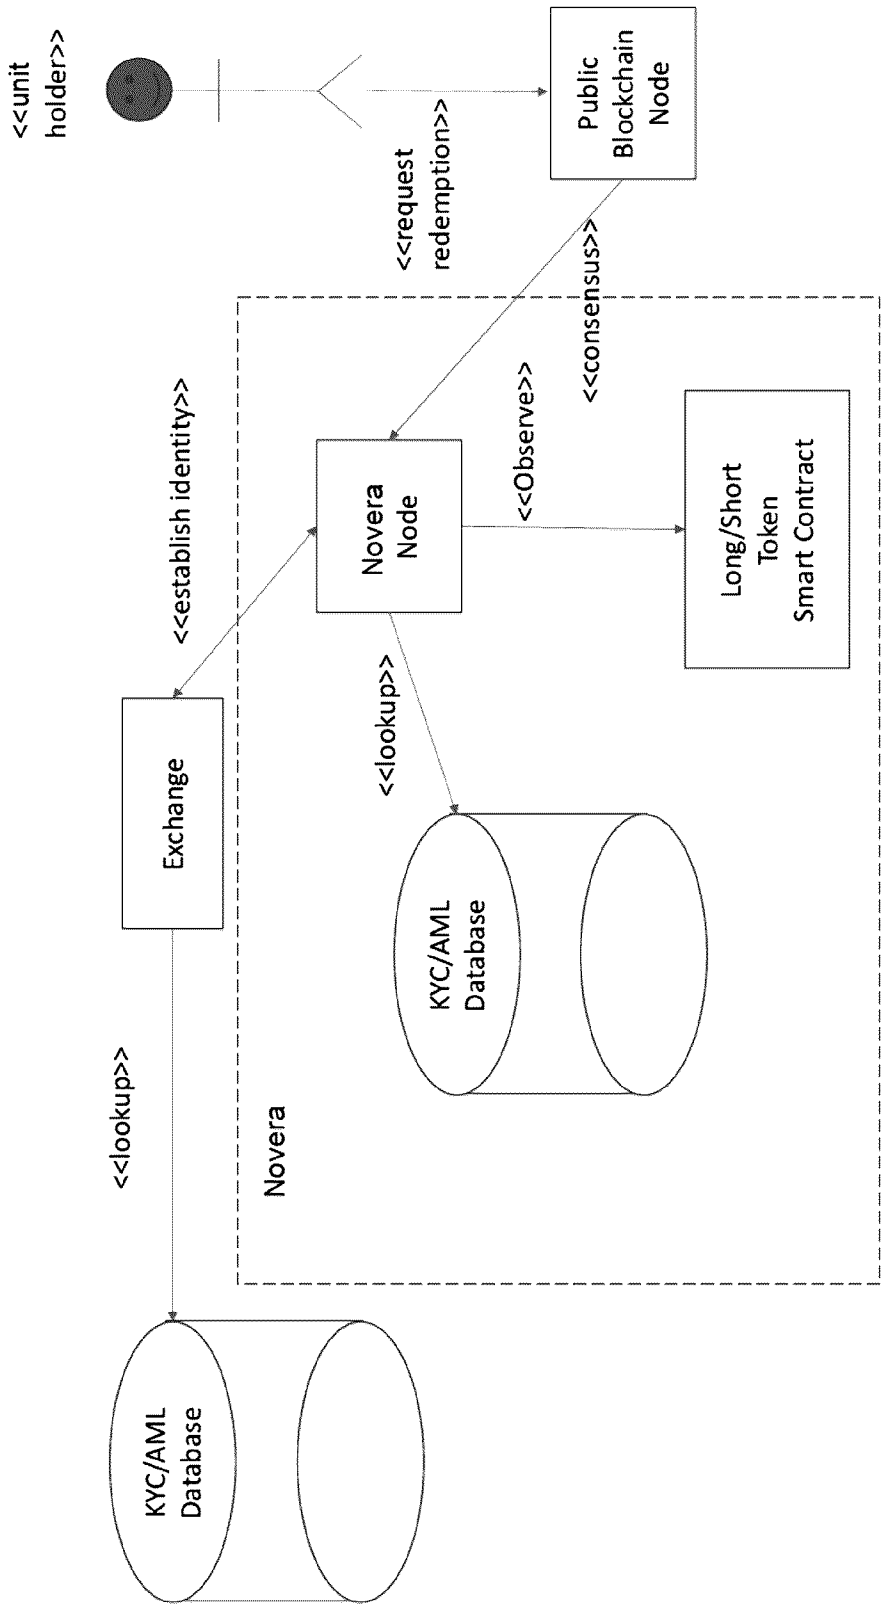 <<unit
holder>>
<<request
redemption>>
Public
Blockchain
Node
<<consensus>>
<<establish identity>>
Novera
Node
<<Observe>>
Long/Short
Token
Smart Contract
Exchange
<<lookup>>
KYC/AML
Database
<<lookup>>
Novera
KYC/AML
Database